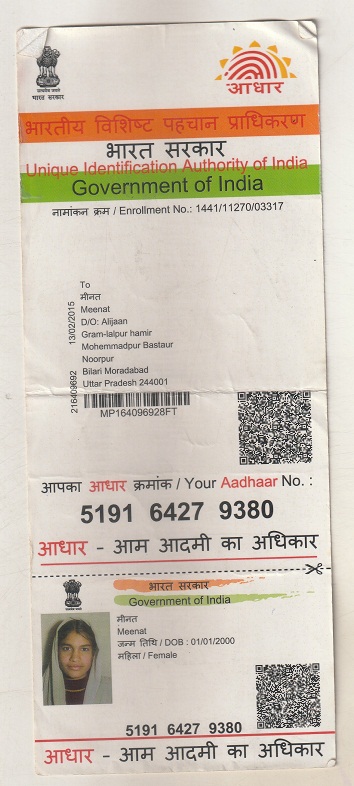 भारत सरकार
आधार
भारतीय विशिष्ट पहचान प्राधिकरण
भारत सरकार
Unique Identification Authority of India
Government of India
नामांकन क्रम / Enrollment No.: 1441/11270/03317
To
मीनत
Meenat
D/O: Alijaan
Gram-lalpur hamir
Mohemmadpur Bastaur
Noorpur
Bilari Moradabad
Uttar Pradesh 244001
13/02/2015
216409692
MP164096928FT
आपका आधार क्रमांक / Your Aadhaar No. :
5191 6427 9380
आधार - आम आदमी का अधिकार
भारत सरकार
Government of India
मीनत
Meenat
जन्म तिथि / DOB : 01/01/2000
महिला / Female
5191 6427 9380
आधार - आम आदमी का अधिकार